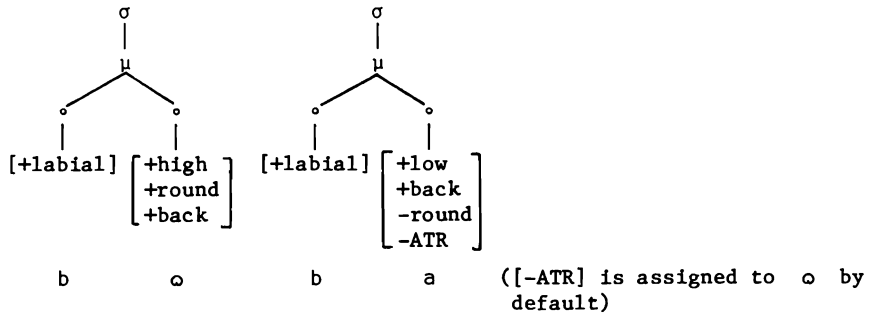 σ σ
μ μ
[+labial] [+high +round +back] [+labial] [+low +back -round -ATR]
b ɷ b a ([-ATR] is assigned to ɷ by
default)